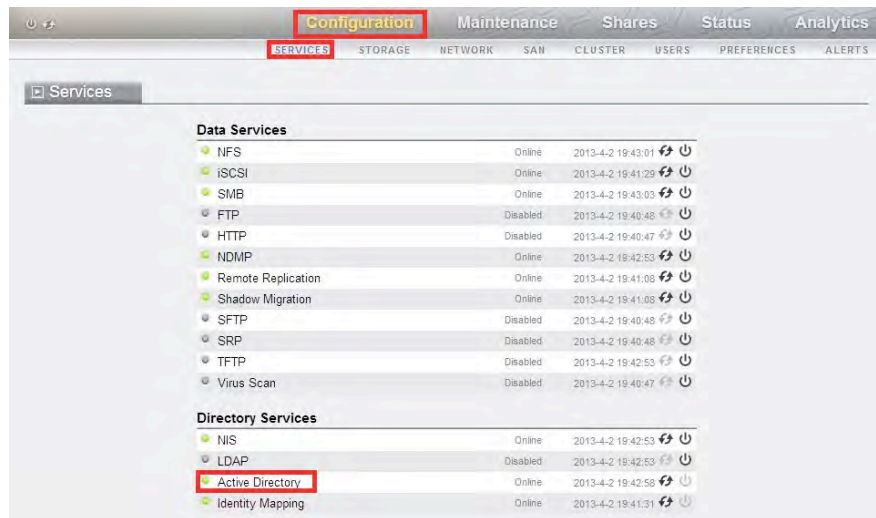 Configuration Maintenance Shares Status Analytics
SERVICES STORAGE NETWORK SAN CLUSTER USERS PREFERENCES ALERTS
Services
Data Services
NFS Online 2013-4-2 19:43:01
iSCSI Online 2013-4-2 19:41:29
SMB Online 2013-4-2 19:43:03
FTP Disabled 2013-4-2 19:40:48
HTTP Disabled 2013-4-2 19:40:47
NDMP Online 2013-4-2 19:42:53
Remote Replication Online 2013-4-2 19:41:08
Shadow Migration Online 2013-4-2 19:41:08
SFTP Disabled 2013-4-2 19:40:48
SRP Disabled 2013-4-2 19:40:48
TFTP Disabled 2013-4-2 19:42:53
Virus Scan Disabled 2013-4-2 19:40:47
Directory Services
NIS Online 2013-4-2 19:42:53
LDAP Disabled 2013-4-2 19:42:53
Active Directory Online 2013-4-2 19:42:58
Identity Mapping Online 2013-4-2 19:41:31